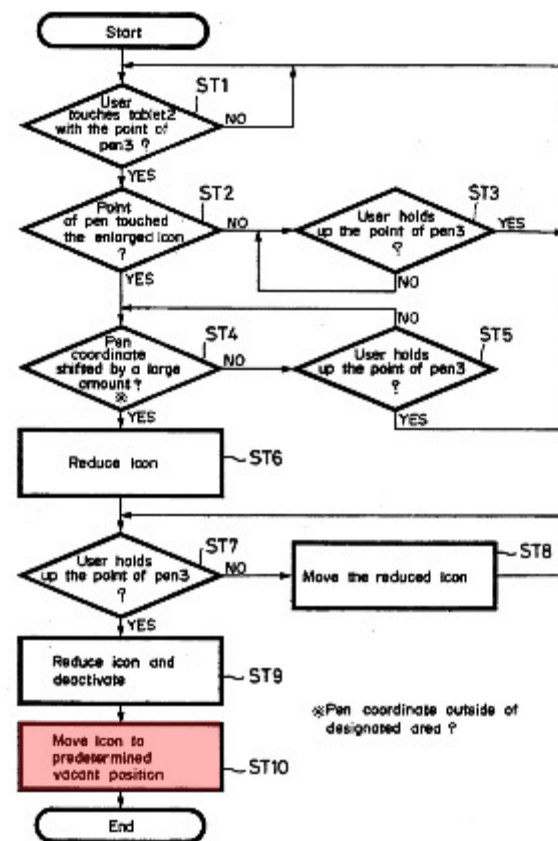 Start
User
touches tablet2
with the point of
pen3 ?
ST1
NO
YES
Point
of pen touched
the enlarged icon
?
ST2
NO
User holds
up the point of pen3
?
ST3
YES
NO
YES
NO
Pen
coordinate
shifted by a large
amount?
※
ST4
NO
User holds
up the point of pen3
?
ST5
YES
YES
Reduce Icon
ST6
User holds
up the point of pen3
?
ST7
NO
Move the reduced icon
ST8
YES
Reduce icon and
deactivate
ST9
※Pen coordinate outside of
designated area ?
Move Icon to
predetermined
vacant position
ST10
End